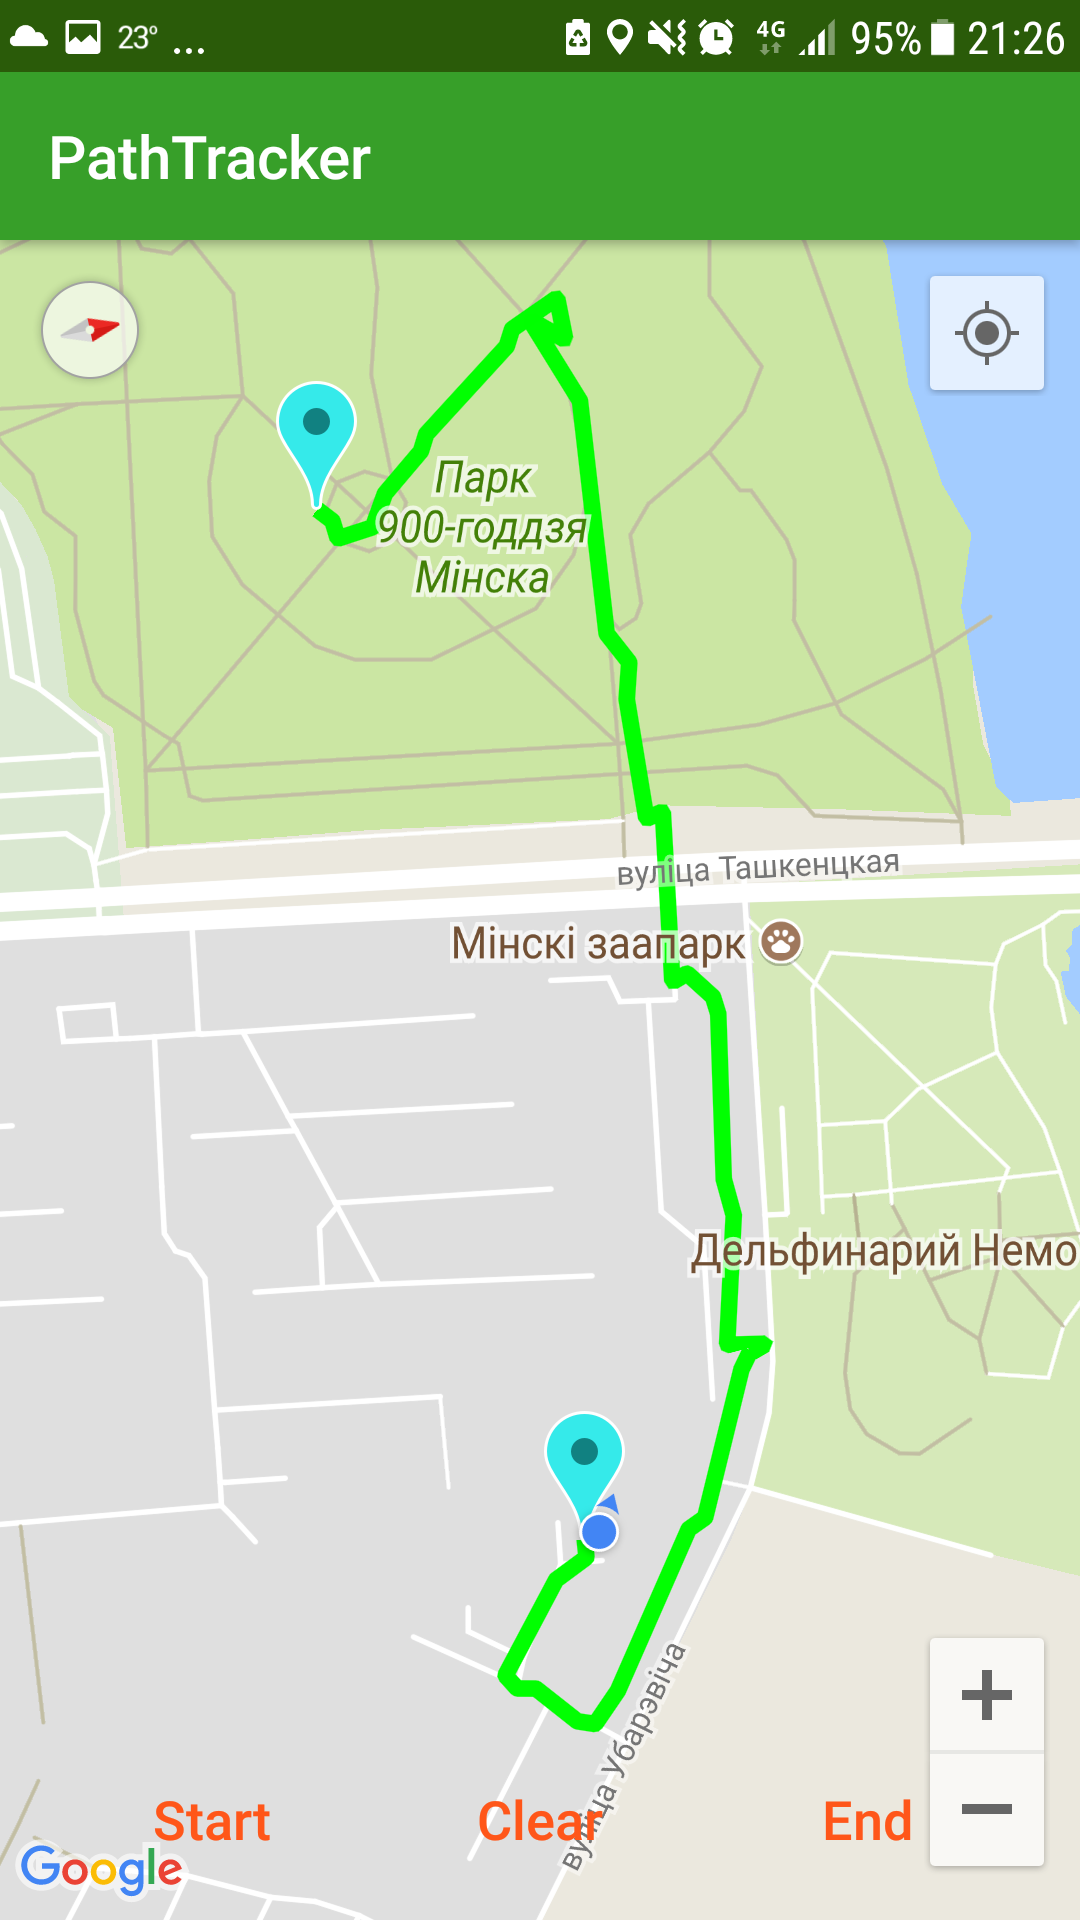 23° ...
4G 95% 21:26
PathTracker
Парк
900-годдзя
Мінска
вуліца Ташкенцкая
Мінскі заапарк
Дельфинарий Немо
вуліца Убарэвіча
Start Clear End
Google